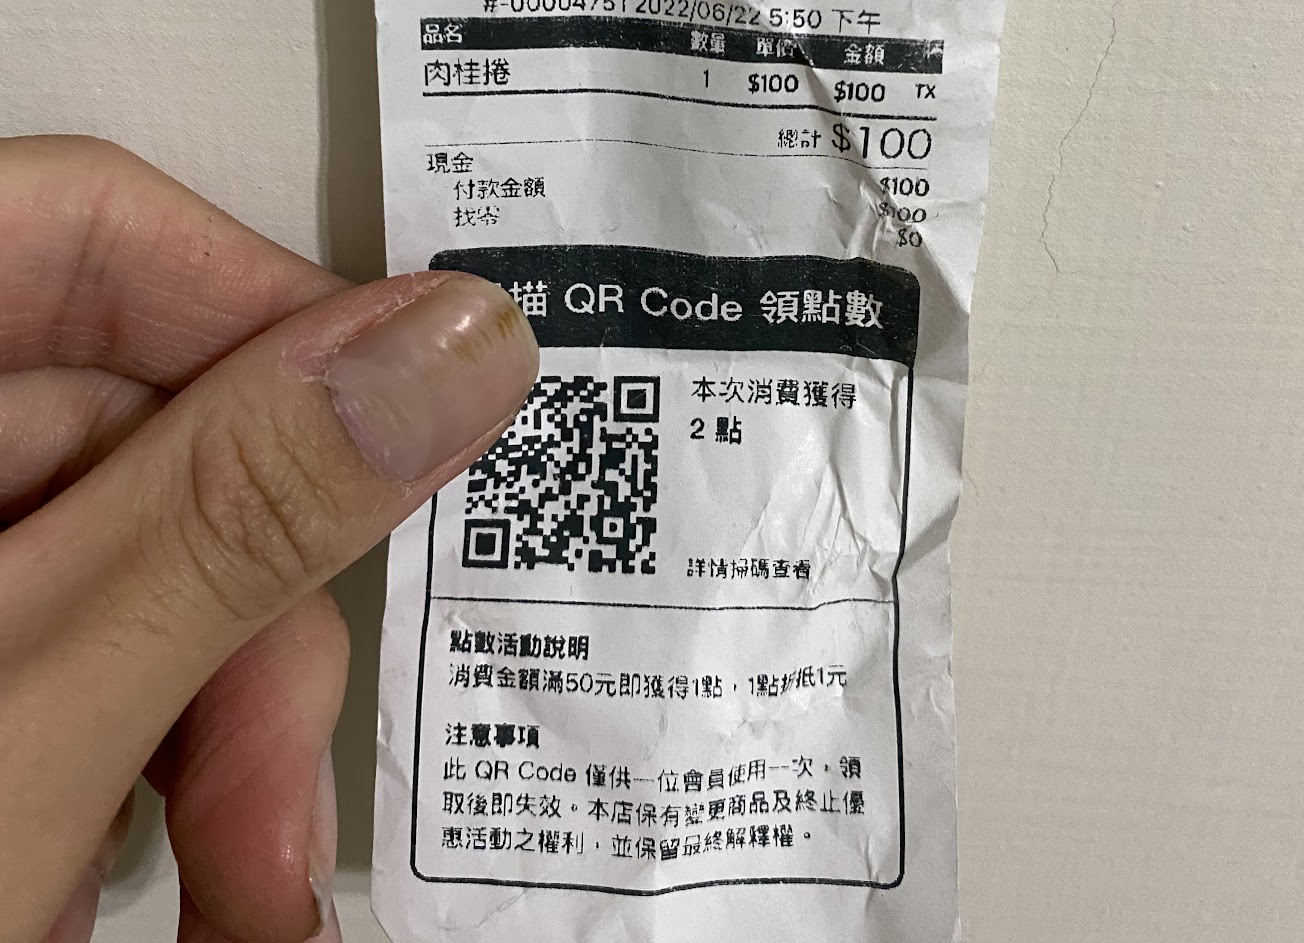 #-00004751 2022/06/22 5:50 下午
品名 數量 單價 金額
肉桂捲 1 $100 $100 TX
總計 $100
現金 $100
付款金額 $100
找零 $0
描 QR Code 領點數
本次消費獲得
2 點
詳情掃碼查看
點數活動說明
消費金額滿50元即獲得1點，1點折抵1元
注意事項
此 QR Code 僅供一位會員使用一次，領
取後即失效。本店保有變更商品及終止優
惠活動之權利，並保留最終解釋權。